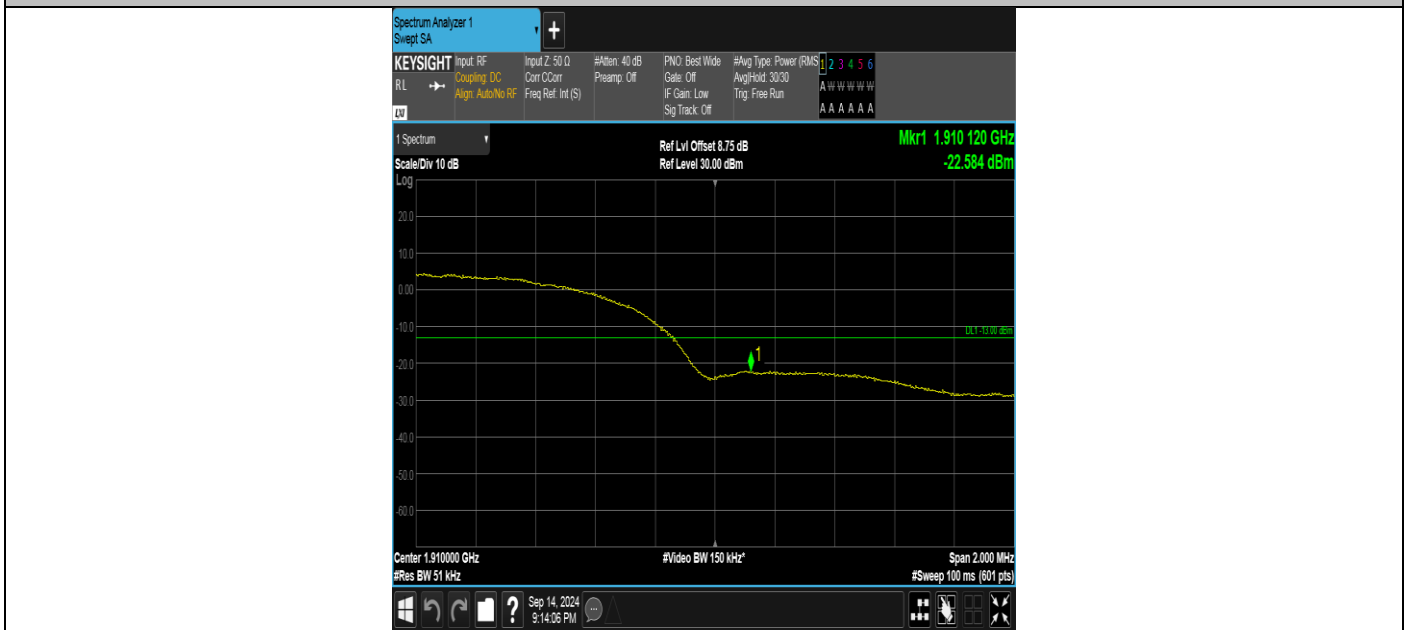 Spectrum Analyzer 1
Swept SA
+
KEYSIGHT
RL
LXI
Input: RF
Coupling: DC
Align: Auto/No RF
Input Z: 50 Ω
Corr CCorr
Freq Ref: Int (S)
#Atten: 40 dB
Preamp: Off
PNO: Best Wide
Gate: Off
IF Gain: Low
Sig Track: Off
#Avg Type: Power (RMS
Avg|Hold: 30/30
Trig: Free Run
1 2 3 4 5 6
A W W W W W
A A A A A A
1 Spectrum
Scale/Div 10 dB
Log
Ref Lvl Offset 8.75 dB
Ref Level 30.00 dBm
Mkr1 1.910 120 GHz
-22.584 dBm
20.0
10.0
0.00
-10.0
DL1 -13.00 dBm
1
-20.0
-30.0
-40.0
-50.0
-60.0
Center 1.910000 GHz
#Video BW 150 kHz*
Span 2.000 MHz
#Res BW 51 kHz
#Sweep 100 ms (601 pts)
?
Sep 14, 2024
9:14:06 PM